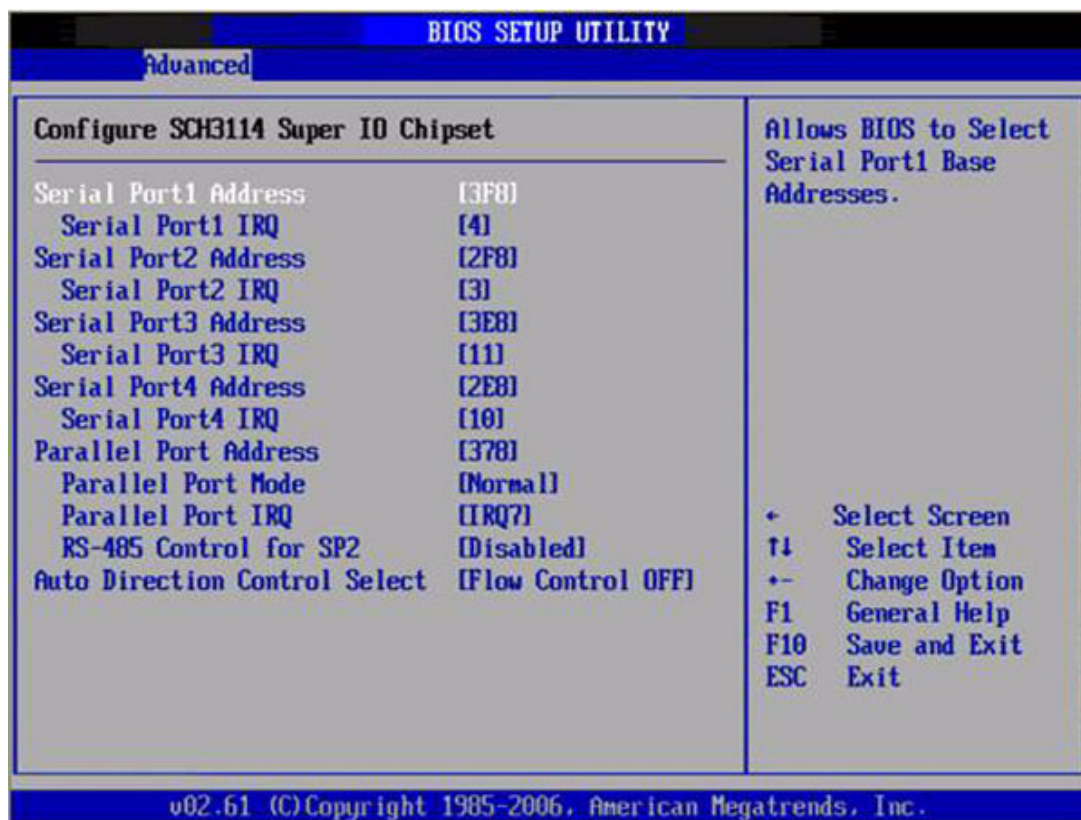 BIOS SETUP UTILITY
Advanced
Configure SCH3114 Super IO Chipset
Serial Port1 Address [3F8]
Serial Port1 IRQ [4]
Serial Port2 Address [2F8]
Serial Port2 IRQ [3]
Serial Port3 Address [3E8]
Serial Port3 IRQ [11]
Serial Port4 Address [2E8]
Serial Port4 IRQ [10]
Parallel Port Address [378]
Parallel Port Mode [Normal]
Parallel Port IRQ [IRQ7]
RS-485 Control for SP2 [Disabled]
Auto Direction Control Select [Flow Control OFF]
Allows BIOS to Select
Serial Port1 Base
Addresses.
← Select Screen
↑↓ Select Item
+- Change Option
F1 General Help
F10 Save and Exit
ESC Exit
v02.61 (C)Copyright 1985-2006, American Megatrends, Inc.